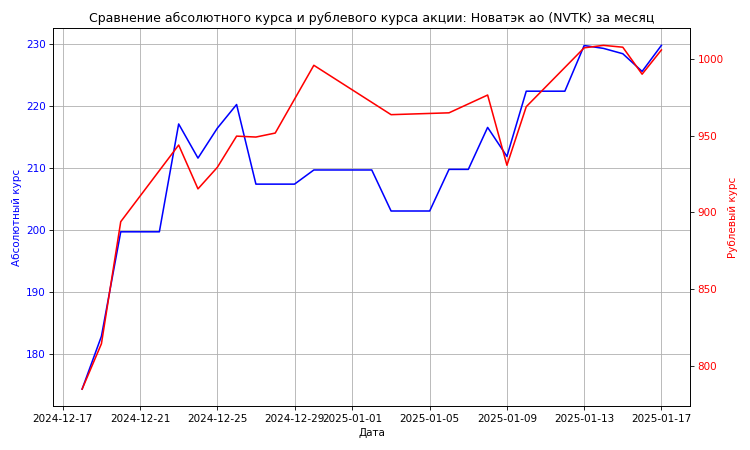 Сравнение абсолютного курса и рублевого курса акции: Новатэк ао (NVTK) за месяц
230
220
210
200
190
180
Абсолютный курс
1000
950
900
850
800
Рублевый курс
2024-12-17 2024-12-21 2024-12-25 2024-12-29 2025-01-01 2025-01-05 2025-01-09 2025-01-13 2025-01-17
Дата